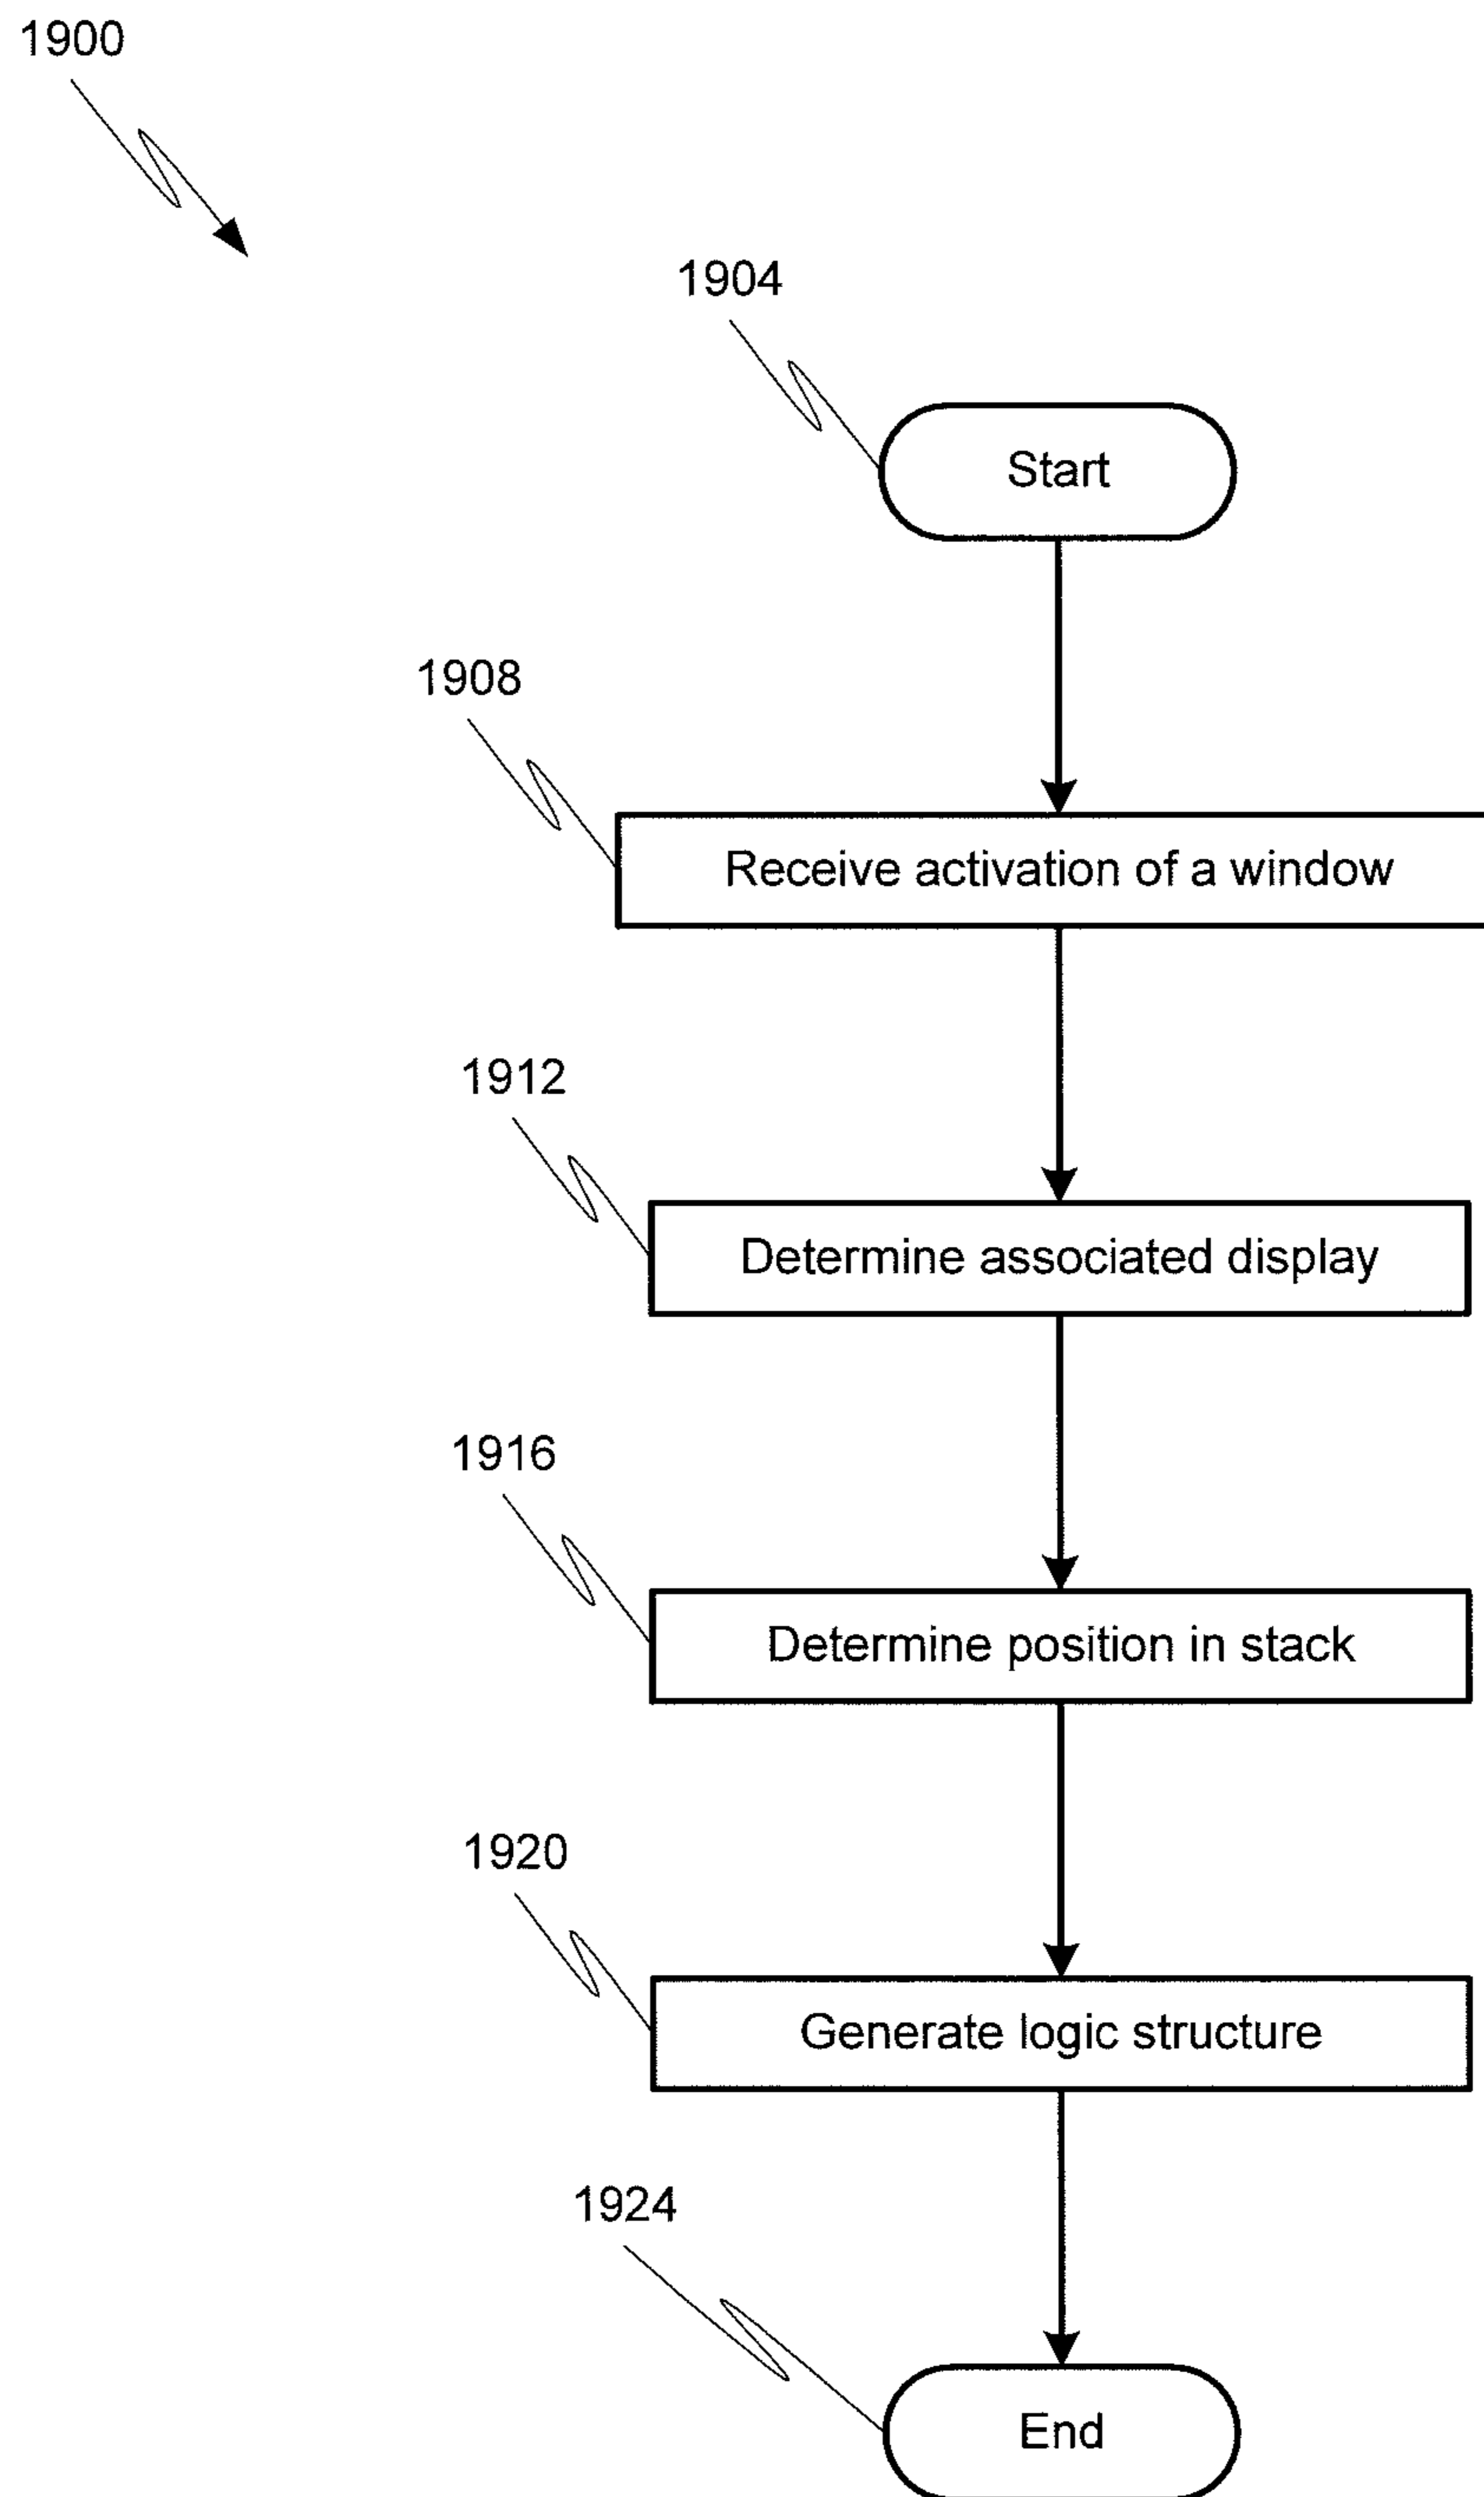 1900
1904
Start
1908
Receive activation of a window
1912
Determine associated display
1916
Determine position in stack
1920
Generate logic structure
1924
End